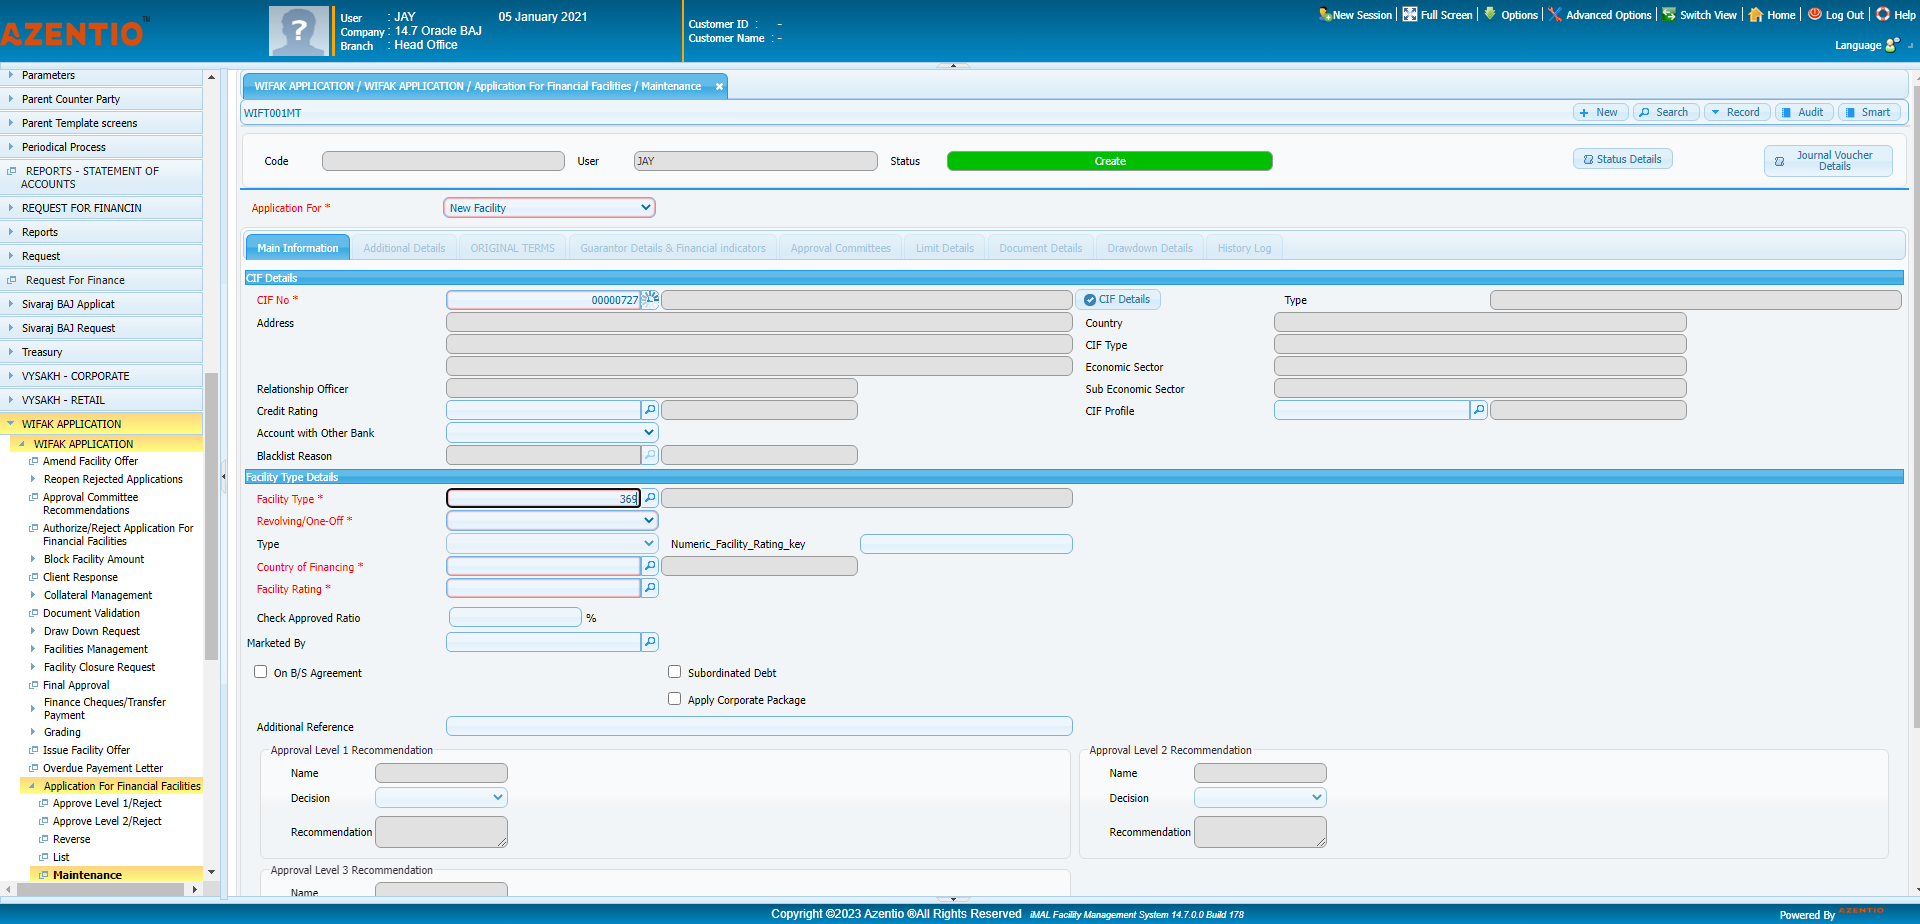 AZENTIO™
User : JAY 05 January 2021
Company : 14.7 Oracle BAJ
Branch : Head Office
Customer ID : -
Customer Name : -
New Session Full Screen Options Advanced Options Switch View Home Log Out Help
Language
Parameters
Parent Counter Party
Parent Template screens
Periodical Process
REPORTS - STATEMENT OF
ACCOUNTS
REQUEST FOR FINANCIN
Reports
Request
Request For Finance
Sivaraj BAJ Applicat
Sivaraj BAJ Request
Treasury
VYSAKH - CORPORATE
VYSAKH - RETAIL
WIFAK APPLICATION
WIFAK APPLICATION
Amend Facility Offer
Reopen Rejected Applications
Approval Committee
Recommendations
Authorize/Reject Application For
Financial Facilities
Block Facility Amount
Client Response
Collateral Management
Document Validation
Draw Down Request
Facilities Management
Facility Closure Request
Final Approval
Finance Cheques/Transfer
Payment
Grading
Issue Facility Offer
Overdue Payement Letter
Application For Financial Facilities
Approve Level 1/Reject
Approve Level 2/Reject
Reverse
List
Maintenance
WIFAK APPLICATION / WIFAK APPLICATION / Application For Financial Facilities / Maintenance
WIFT001MT
New Search Record Audit Smart
Code User JAY Status Create Status Details
Journal Voucher
Details
Application For * New Facility
Main Information Additional Details ORIGINAL TERMS Guarantor Details & Financial indicators Approval Committees Limit Details Document Details Drawdown Details History Log
CIF Details
CIF No * 00000727 CIF Details Type
Address Country
CIF Type
Economic Sector
Relationship Officer Sub Economic Sector
Credit Rating CIF Profile
Account with Other Bank
Blacklist Reason
Facility Type Details
Facility Type * 369
Revolving/One-Off *
Type Numeric_Facility_Rating_key
Country of Financing *
Facility Rating *
Check Approved Ratio %
Marketed By
On B/S Agreement Subordinated Debt
Apply Corporate Package
Additional Reference
Approval Level 1 Recommendation
Name
Decision
Recommendation
Approval Level 2 Recommendation
Name
Decision
Recommendation
Approval Level 3 Recommendation
Name
Copyright ©2023 Azentio ®All Rights Reserved iMAL Facility Management System 14.7.0.0 Build 178
Powered By AZENTIO